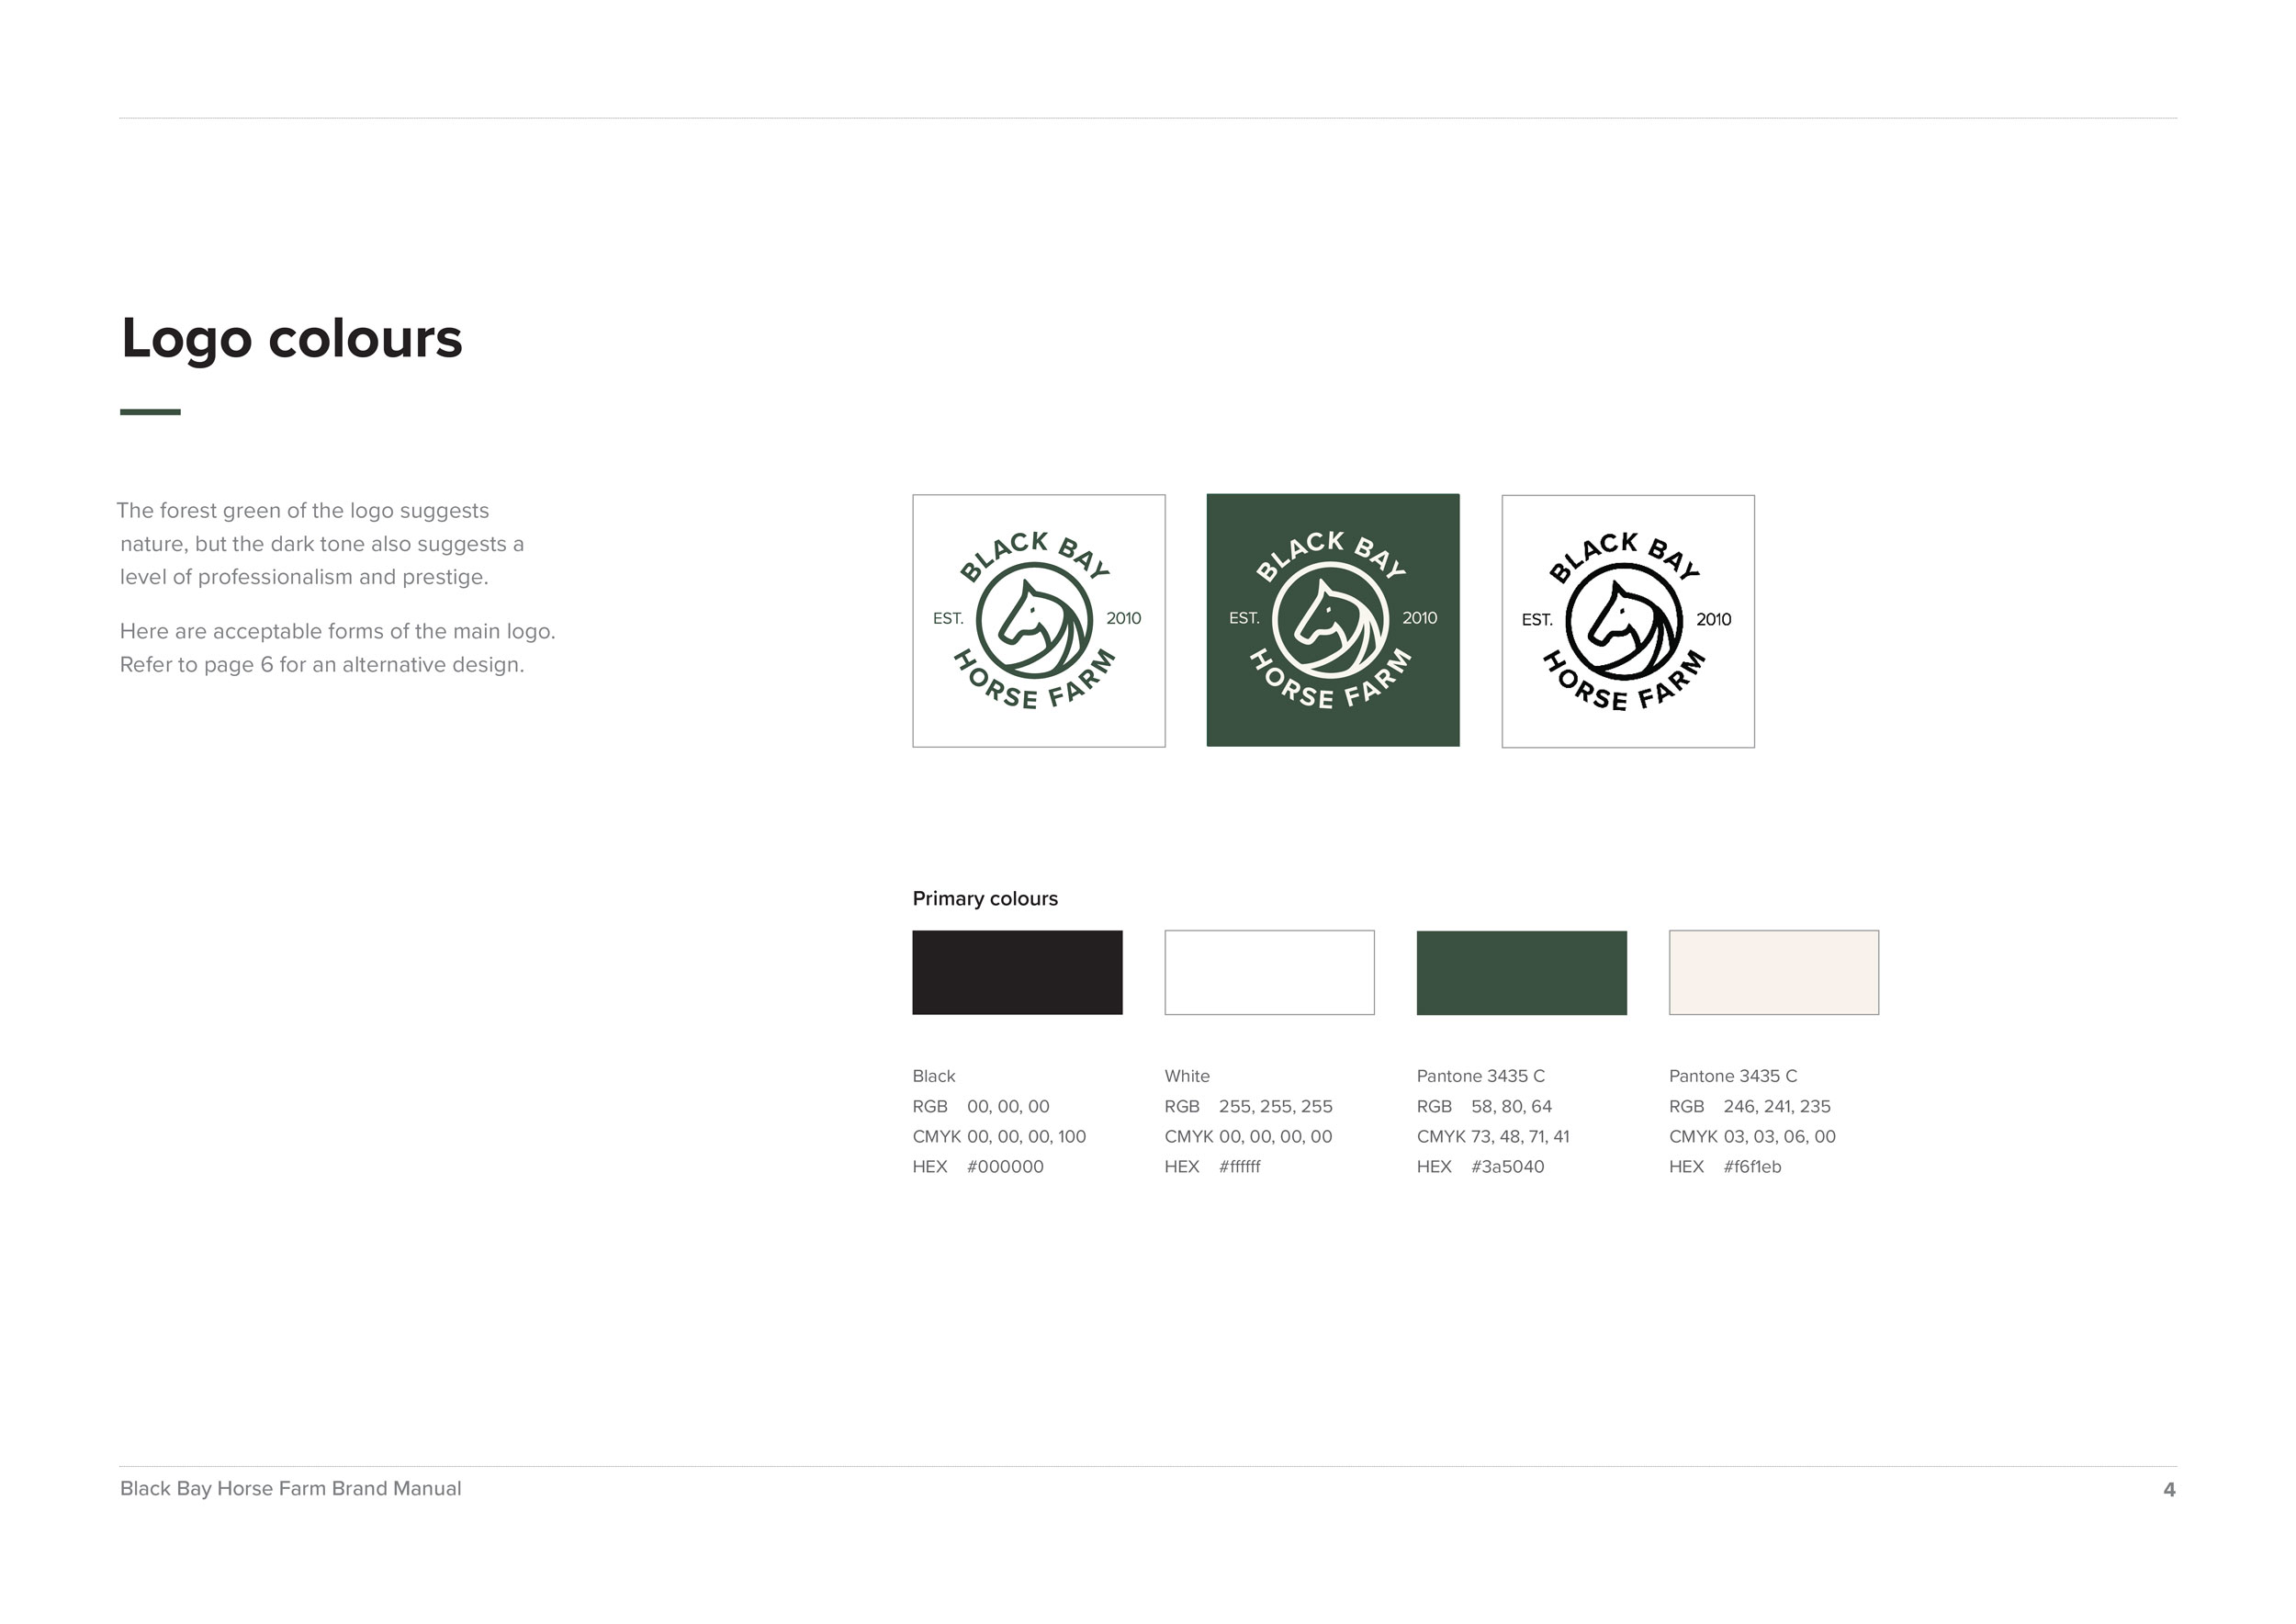 Logo colours
The forest green of the logo suggests
nature, but the dark tone also suggests a
level of professionalism and prestige.
Here are acceptable forms of the main logo.
Refer to page 6 for an alternative design.
BLACK BAY
EST. 2010
HORSE FARM
BLACK BAY
EST. 2010
HORSE FARM
BLACK BAY
EST. 2010
HORSE FARM
Primary colours
Black
RGB 00, 00, 00
CMYK 00, 00, 00, 100
HEX #000000
White
RGB 255, 255, 255
CMYK 00, 00, 00, 00
HEX #ffffff
Pantone 3435 C
RGB 58, 80, 64
CMYK 73, 48, 71, 41
HEX #3a5040
Pantone 3435 C
RGB 246, 241, 235
CMYK 03, 03, 06, 00
HEX #f6f1eb
Black Bay Horse Farm Brand Manual
4